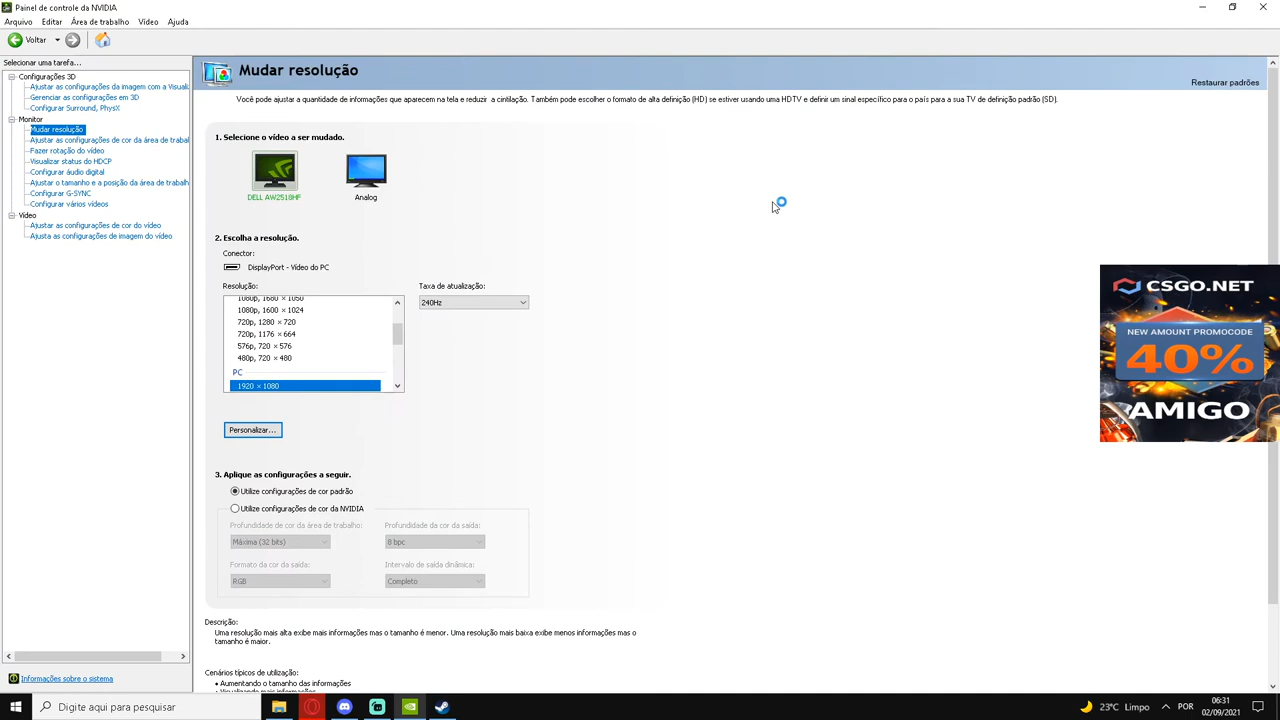 Painel de controle da NVIDIA
Arquivo Editar Área de trabalho Vídeo Ajuda
Voltar
Selecionar uma tarefa...
Configurações 3D
Ajustar as configurações da imagem com a Visuali
Gerenciar as configurações em 3D
Configurar Surround, PhysX
Monitor
Mudar resolução
Ajustar as configurações de cor da área de trabal
Fazer rotação do vídeo
Visualizar status do HDCP
Configurar áudio digital
Ajustar o tamanho e a posição da área de trabalh
Configurar G-SYNC
Configurar vários vídeos
Vídeo
Ajustar as configurações de cor do vídeo
Ajusta as configurações de imagem do vídeo
Informações sobre o sistema
Mudar resolução
Restaurar padrões
Você pode ajustar a quantidade de informações que aparecem na tela e reduzir a cintilação. Também pode escolher o formato de alta definição (HD) se estiver usando uma HDTV e definir um sinal específico para o país para a sua TV de definição padrão (SD).
1. Selecione o vídeo a ser mudado.
DELL AW2518HF
Analog
2. Escolha a resolução.
Conector:
DisplayPort - Vídeo do PC
Resolução:
Taxa de atualização:
1080p, 1680 × 1050
240Hz
1080p, 1600 × 1024
720p, 1280 × 720
720p, 1176 × 664
576p, 720 × 576
480p, 720 × 480
PC
1920 × 1080
Personalizar...
3. Aplique as configurações a seguir.
Utilize configurações de cor padrão
Utilize configurações de cor da NVIDIA
Profundidade de cor da área de trabalho:
Profundidade da cor da saída:
Máxima (32 bits)
8 bpc
Formato da cor da saída:
Intervalo de saída dinâmica:
RGB
Completo
Descrição:
Uma resolução mais alta exibe mais informações mas o tamanho é menor. Uma resolução mais baixa exibe menos informações mas o
tamanho é maior.
Cenários típicos de utilização:
• Aumentando o tamanho das informações
• Visualizando mais informações
CSGO.NET
NEW AMOUNT PROMOCODE
40%
AMIGO
Digite aqui para pesquisar
23°C Limpo
POR
06:31
02/09/2021